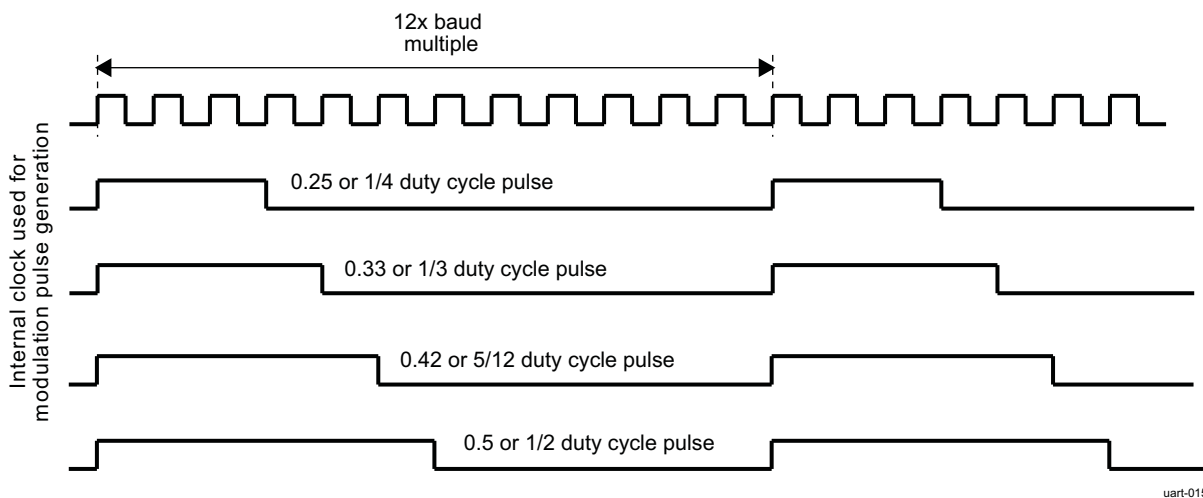 12x baud
multiple
Internal clock used for
modulation pulse generation
0.25 or 1/4 duty cycle pulse
0.33 or 1/3 duty cycle pulse
0.42 or 5/12 duty cycle pulse
0.5 or 1/2 duty cycle pulse
uart-015